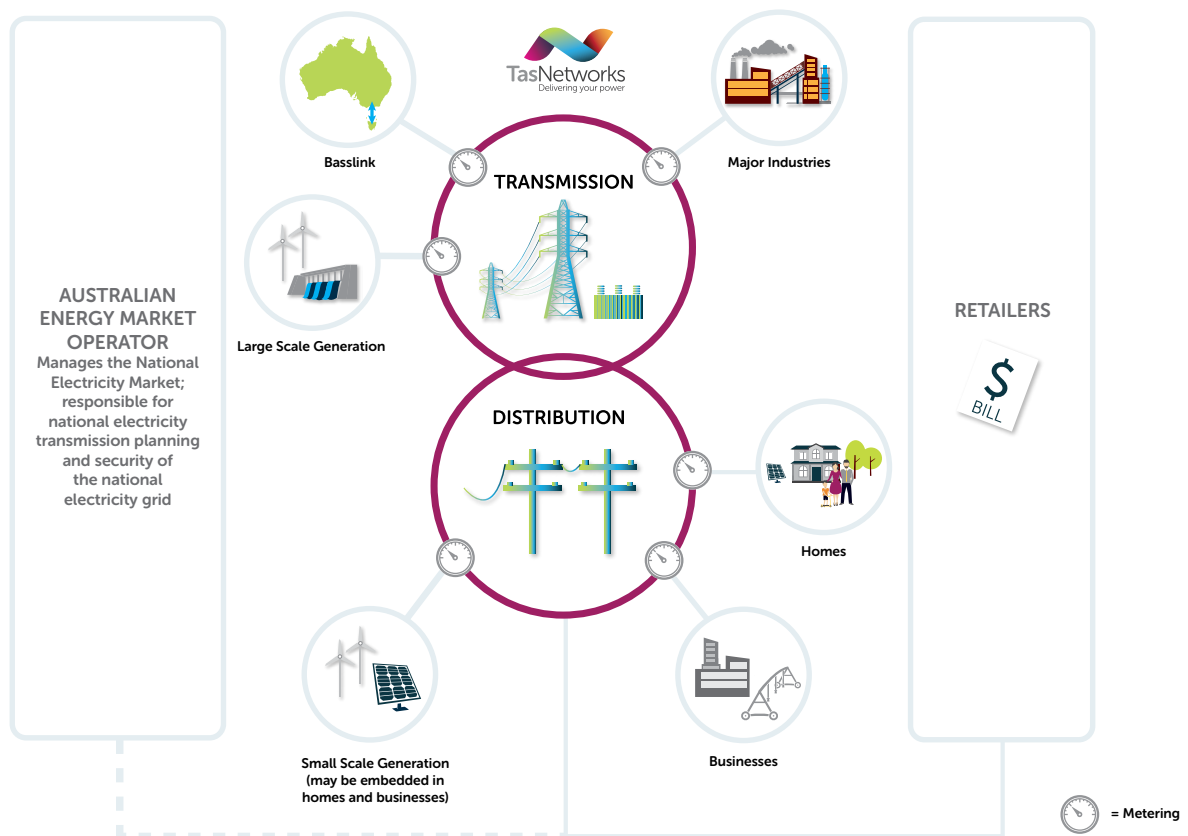 TasNetworks
Delivering your power
Basslink
Major Industries
TRANSMISSION
Large Scale Generation
AUSTRALIAN
ENERGY MARKET
OPERATOR
Manages the National
Electricity Market;
responsible for
national electricity
transmission planning
and security of
the national
electricity grid
RETAILERS
$
BILL
DISTRIBUTION
Homes
Small Scale Generation
(may be embedded in
homes and businesses)
Businesses
= Metering